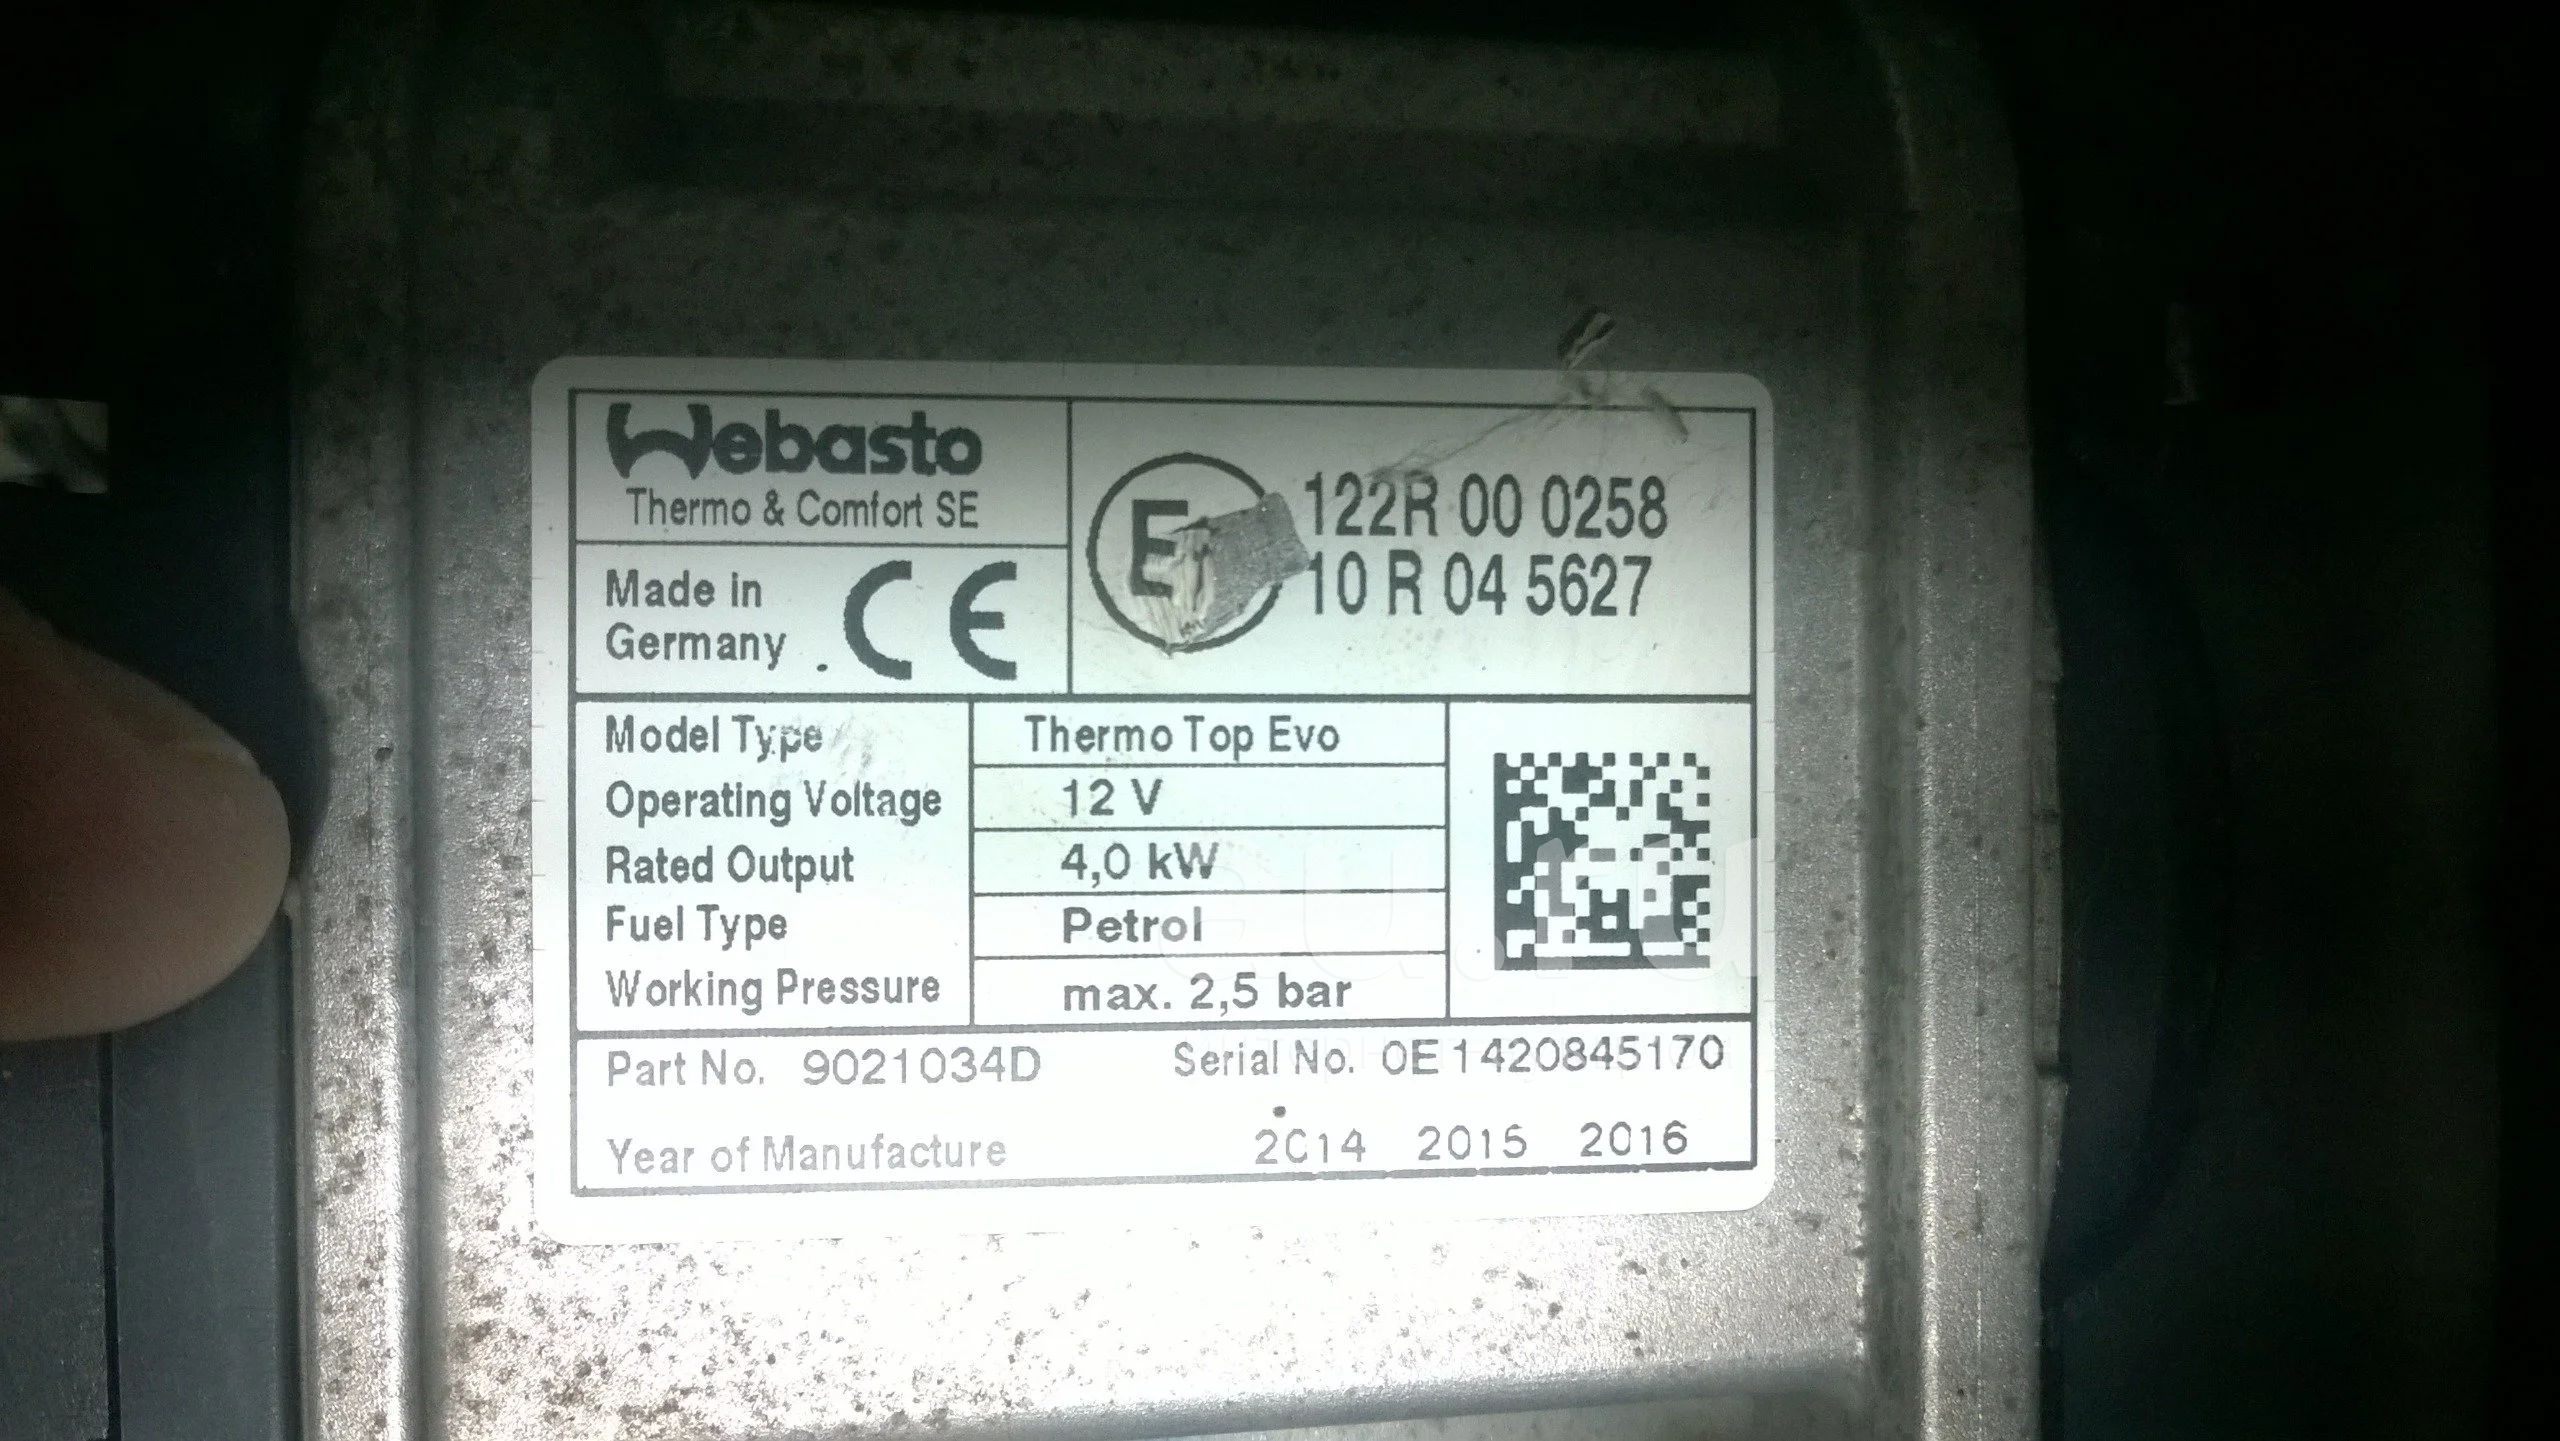 Webasto
Thermo & Comfort SE
Made in
Germany
CE
E
122R 00 0258
10 R 04 5627
Model Type Thermo Top Evo
Operating Voltage 12 V
Rated Output 4,0 kW
Fuel Type Petrol
Working Pressure max. 2,5 bar
Part No. 9021034D Serial No. 0E1420845170
Year of Manufacture 2014 2015 2016